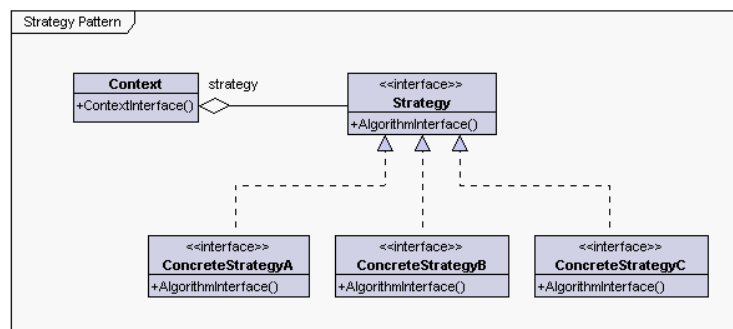 Strategy Pattern
Context
+ContextInterface()
strategy
<<interface>>
Strategy
+AlgorithmInterface()
<<interface>>
ConcreteStrategyA
+AlgorithmInterface()
<<interface>>
ConcreteStrategyB
+AlgorithmInterface()
<<interface>>
ConcreteStrategyC
+AlgorithmInterface()